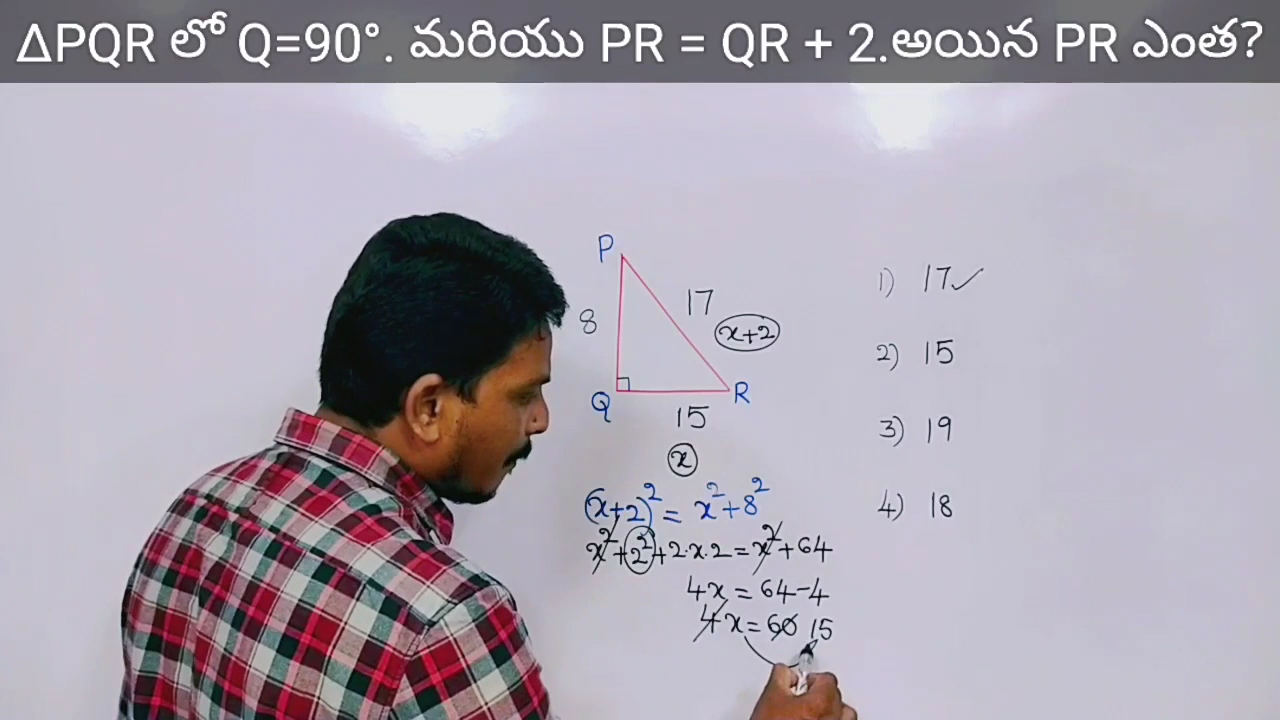 ΔPQR లో Q=90°. మరియు PR = QR + 2.అయిన PR ఎంత?
P
8
17
x+2
Q
R
15
x
(x+2)² = x²+8²
x²+2²+2·x·2 = x²+64
4x = 64-4
4x = 60 15
1) 17✓
2) 15
3) 19
4) 18